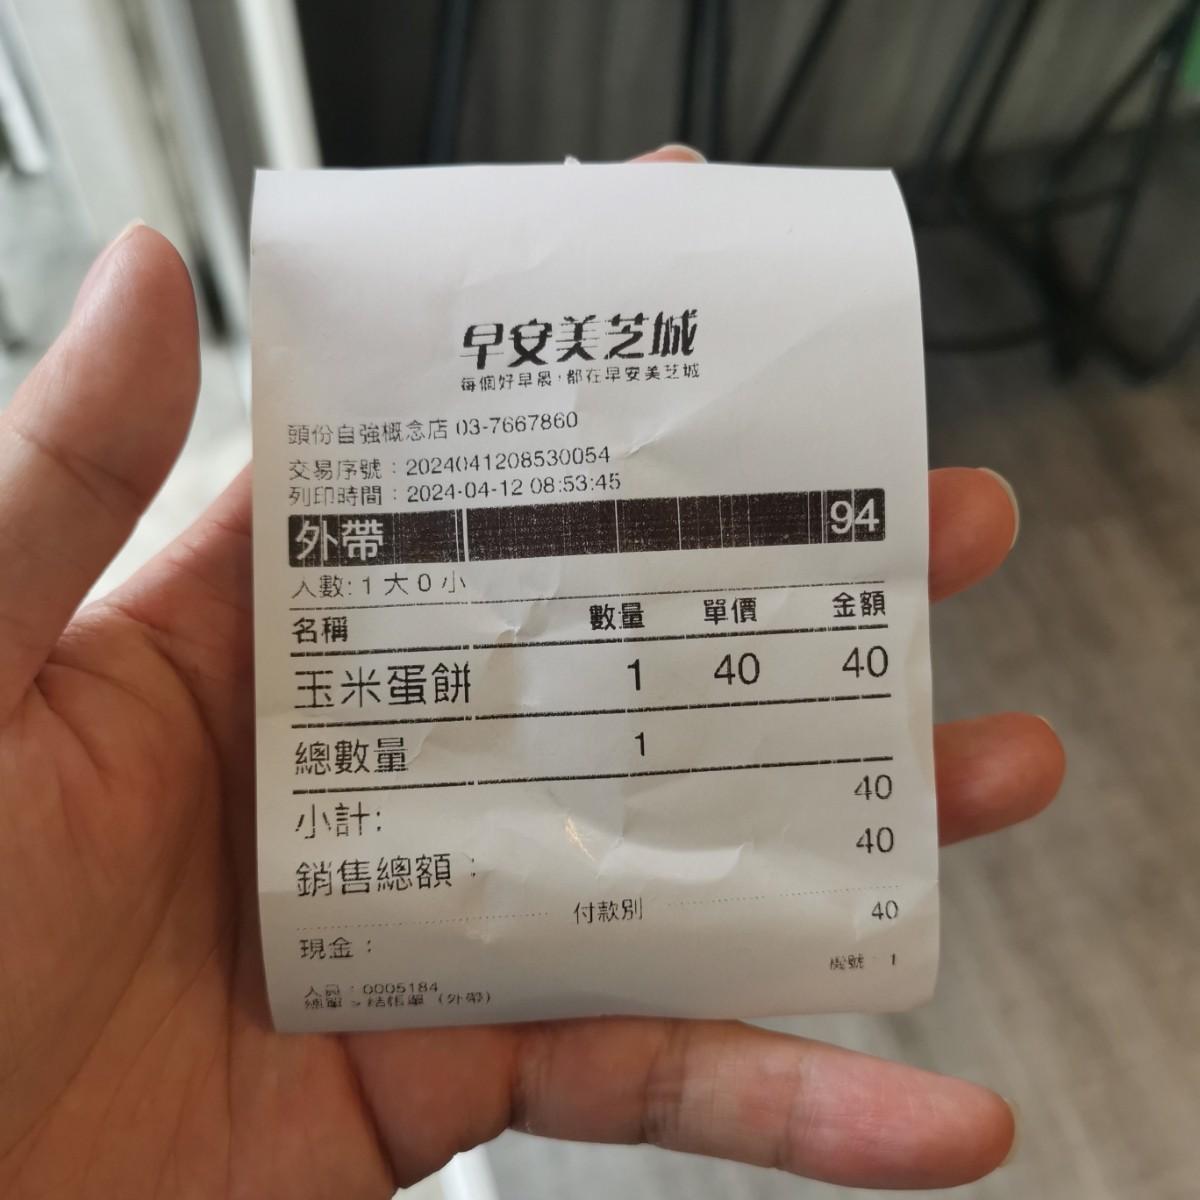 早安美芝城
每個好早晨，都在早安美芝城
頭份自強概念店 03-7667860
交易序號：2024041208530054
列印時間：2024-04-12 08:53:45
外帶 94
人數: 1 大 0 小
名稱 數量 單價 金額
玉米蛋餅 1 40 40
總數量 1
小計: 40
銷售總額： 40
付款別
現金： 40
機號：1
人員：0005184
總單 > 結帳單 (外帶)